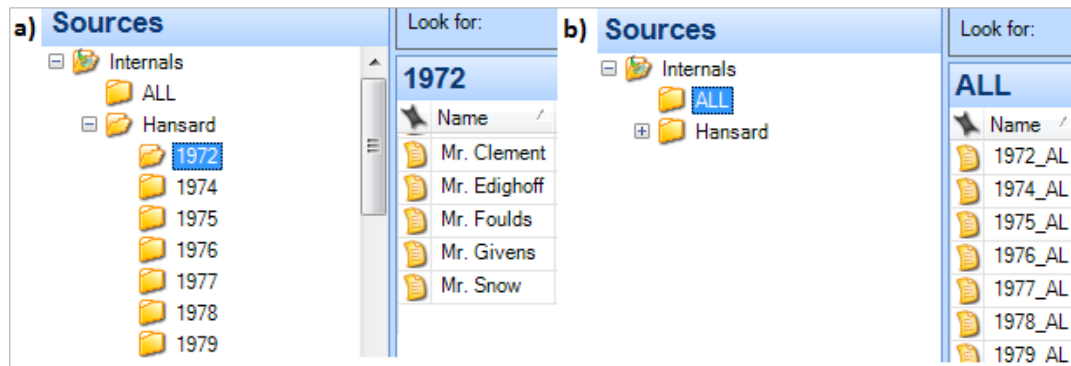 a) Sources
Internals
ALL
Hansard
1972
1974
1975
1976
1977
1978
1979
Look for:
1972
Name
Mr. Clement
Mr. Edighoff
Mr. Foulds
Mr. Givens
Mr. Snow
b) Sources
Internals
ALL
Hansard
Look for:
ALL
Name
1972_AL
1974_AL
1975_AL
1976_AL
1977_AL
1978_AL
1979_AL